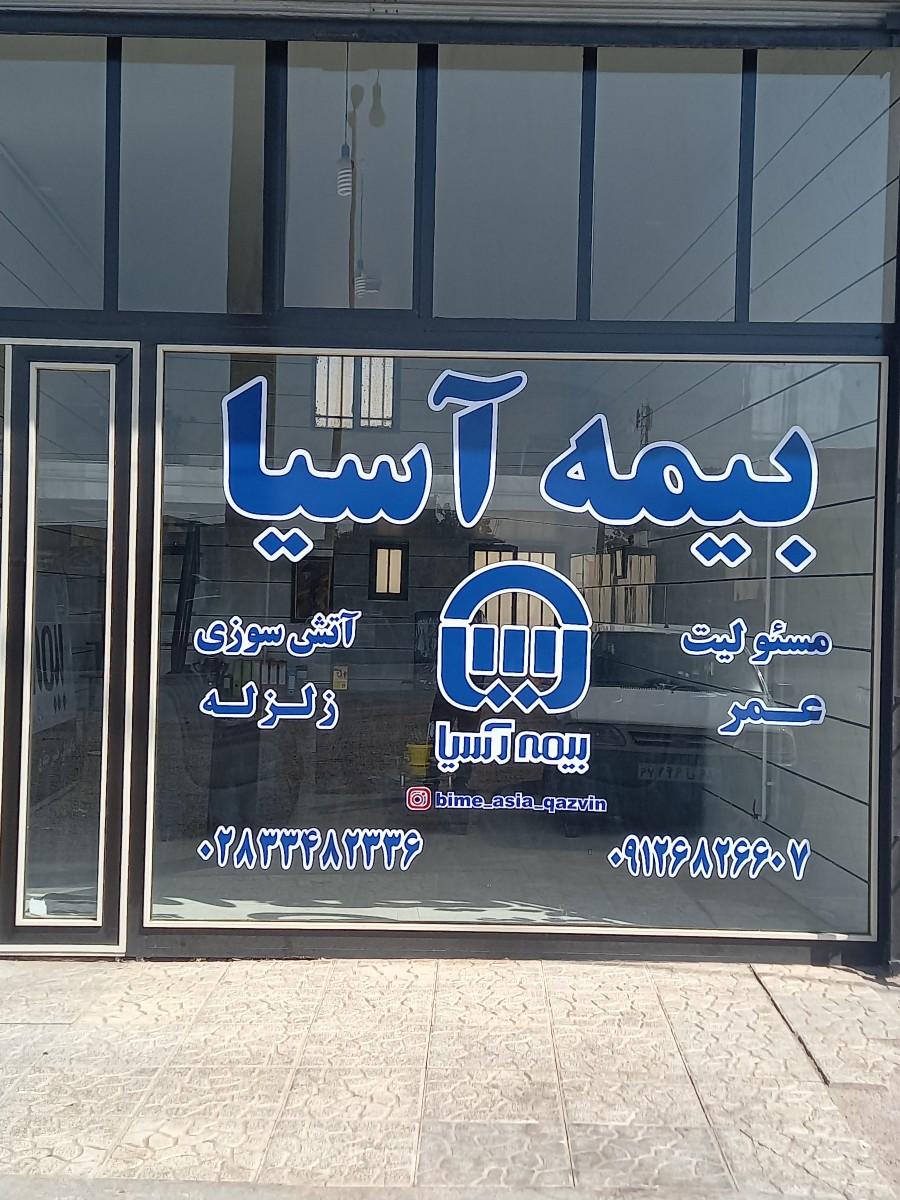 بیمه آسیا
مسئولیت
عمر
آتش سوزی
زلزله
بیمه آسیا
bime_asia_qazvin
۰۹۱۲۶۸۲۶۶۰۷
۰۲۸۳۳۴۸۲۳۳۶